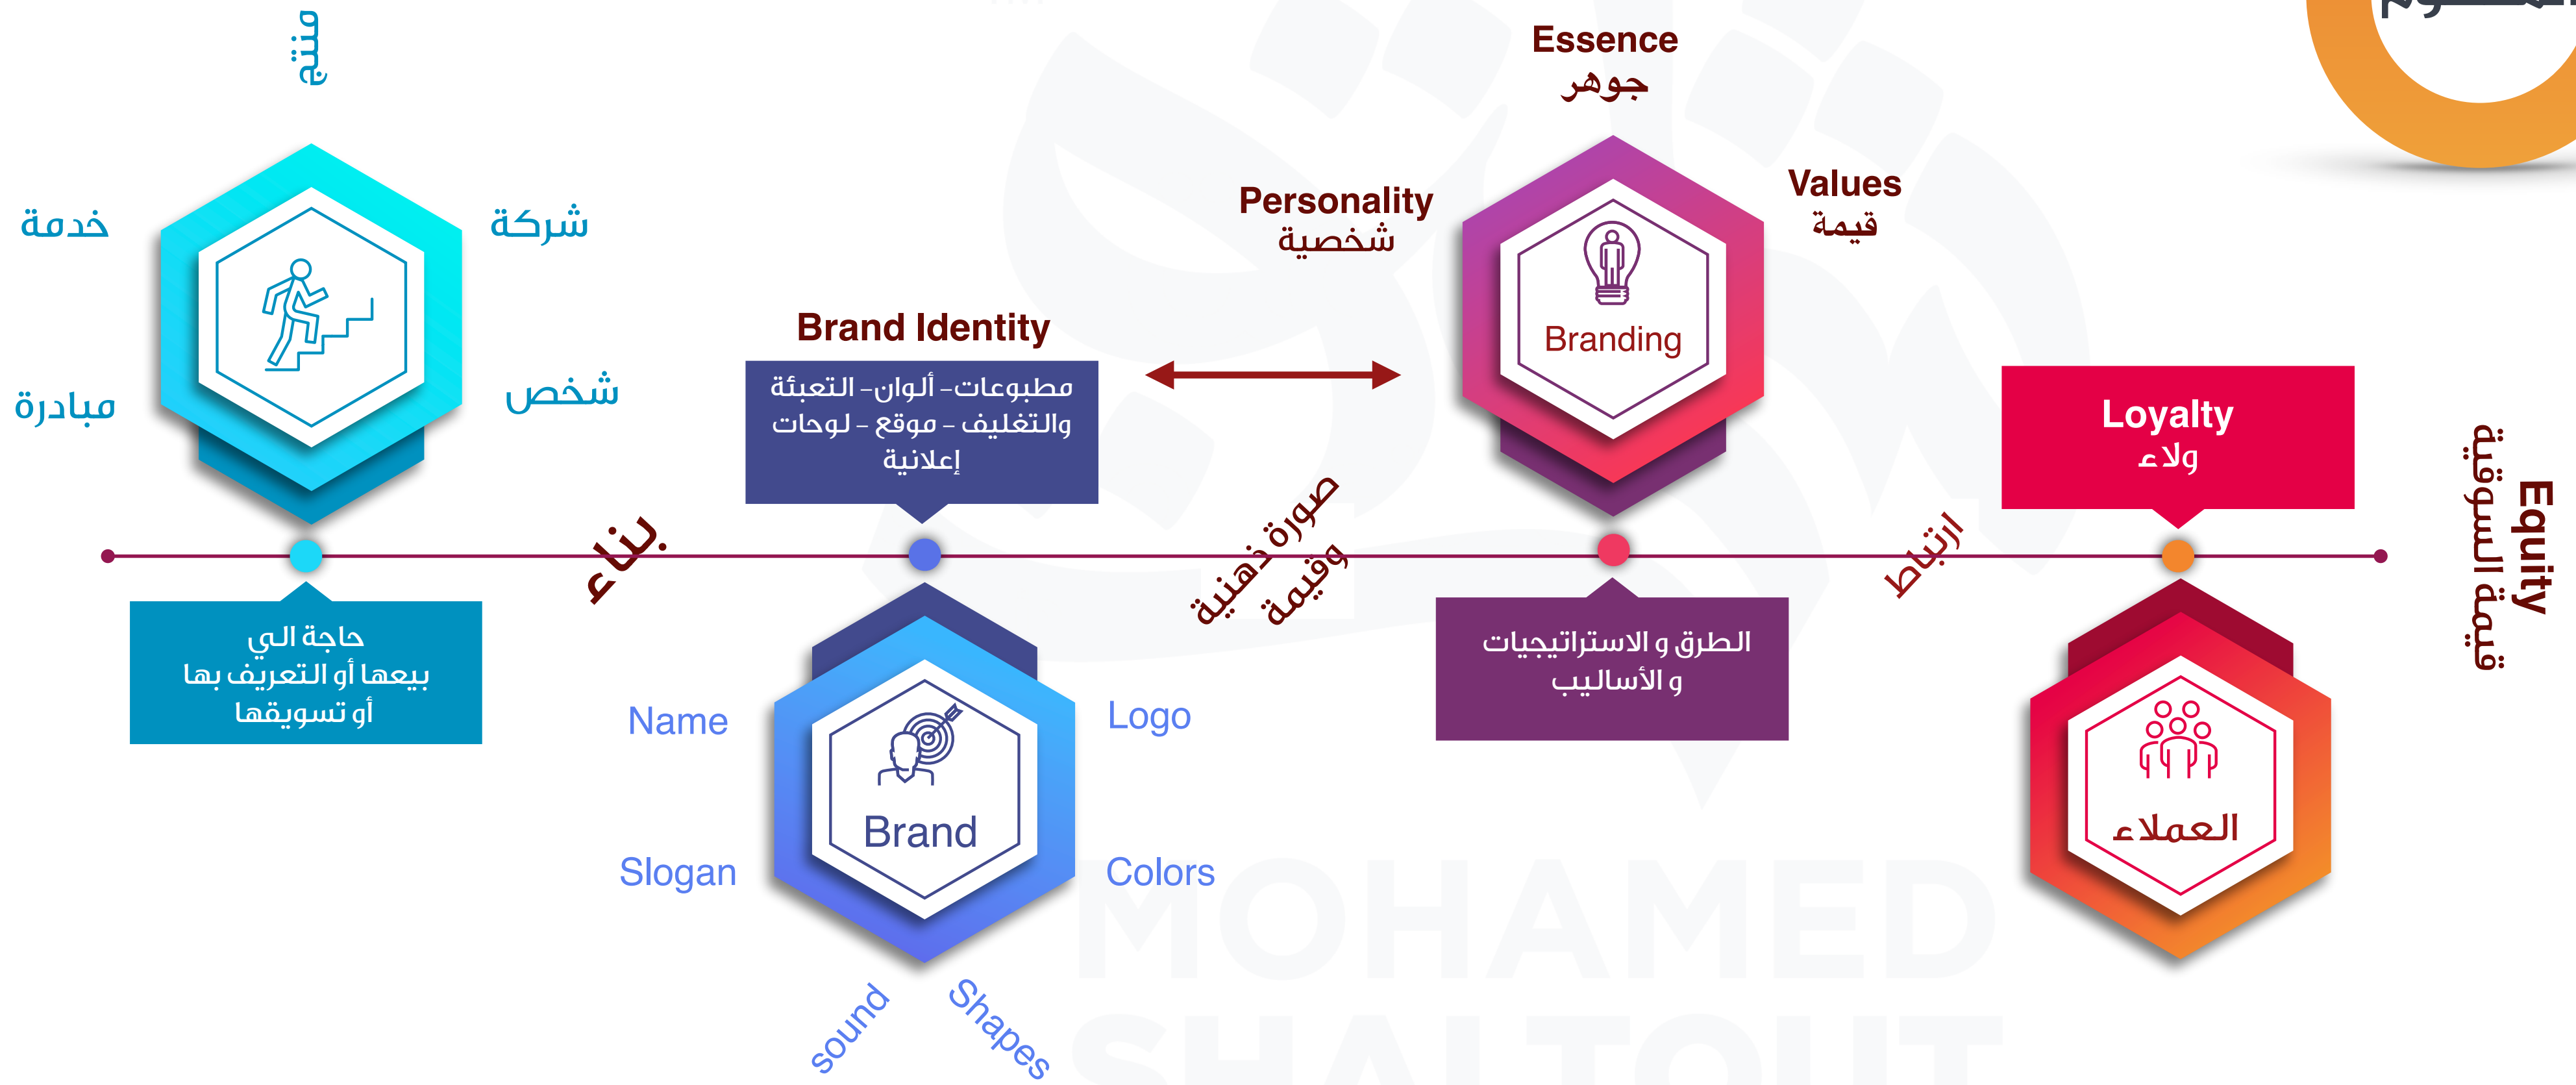 منتج
خدمة
شركة
مبادرة
شخص
حاجة الي
بيعها أو التعريف بها
أو تسويقها
بناء
Brand Identity
مطبوعات- ألوان- التعبئة
والتغليف - موقع - لوحات
إعلانية
Brand
Name
Logo
Slogan
Colors
sound
Shapes
صورة ذهنية
وقيمة
Essence
جوهر
Personality
شخصية
Values
قيمة
Branding
الطرق و الاستراتيجيات
و الأساليب
ارتباط
Loyalty
ولاء
العملاء
Equity
قيمة السوقية
MOHAMED
SHALTOUT